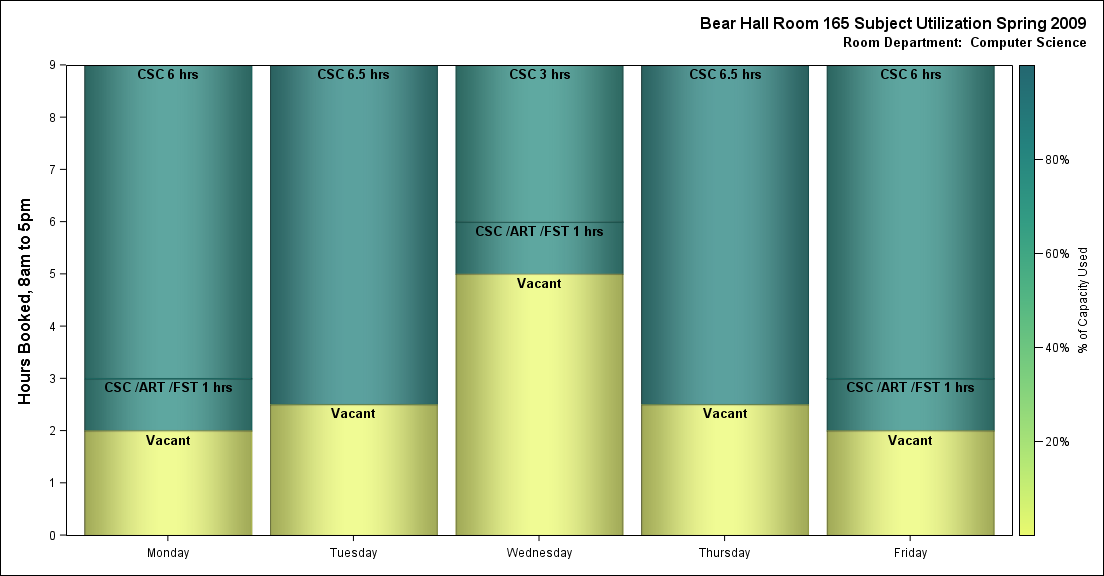 Bear Hall Room 165 Subject Utilization Spring 2009
Room Department:  Computer Science
Hours Booked, 8am to 5pm
9
8
7
6
5
4
3
2
1
0
CSC 6 hrs
CSC /ART /FST 1 hrs
Vacant
CSC 6.5 hrs
Vacant
CSC 3 hrs
CSC /ART /FST 1 hrs
Vacant
CSC 6.5 hrs
Vacant
CSC 6 hrs
CSC /ART /FST 1 hrs
Vacant
Monday
Tuesday
Wednesday
Thursday
Friday
80%
60%
40%
20%
% of Capacity Used